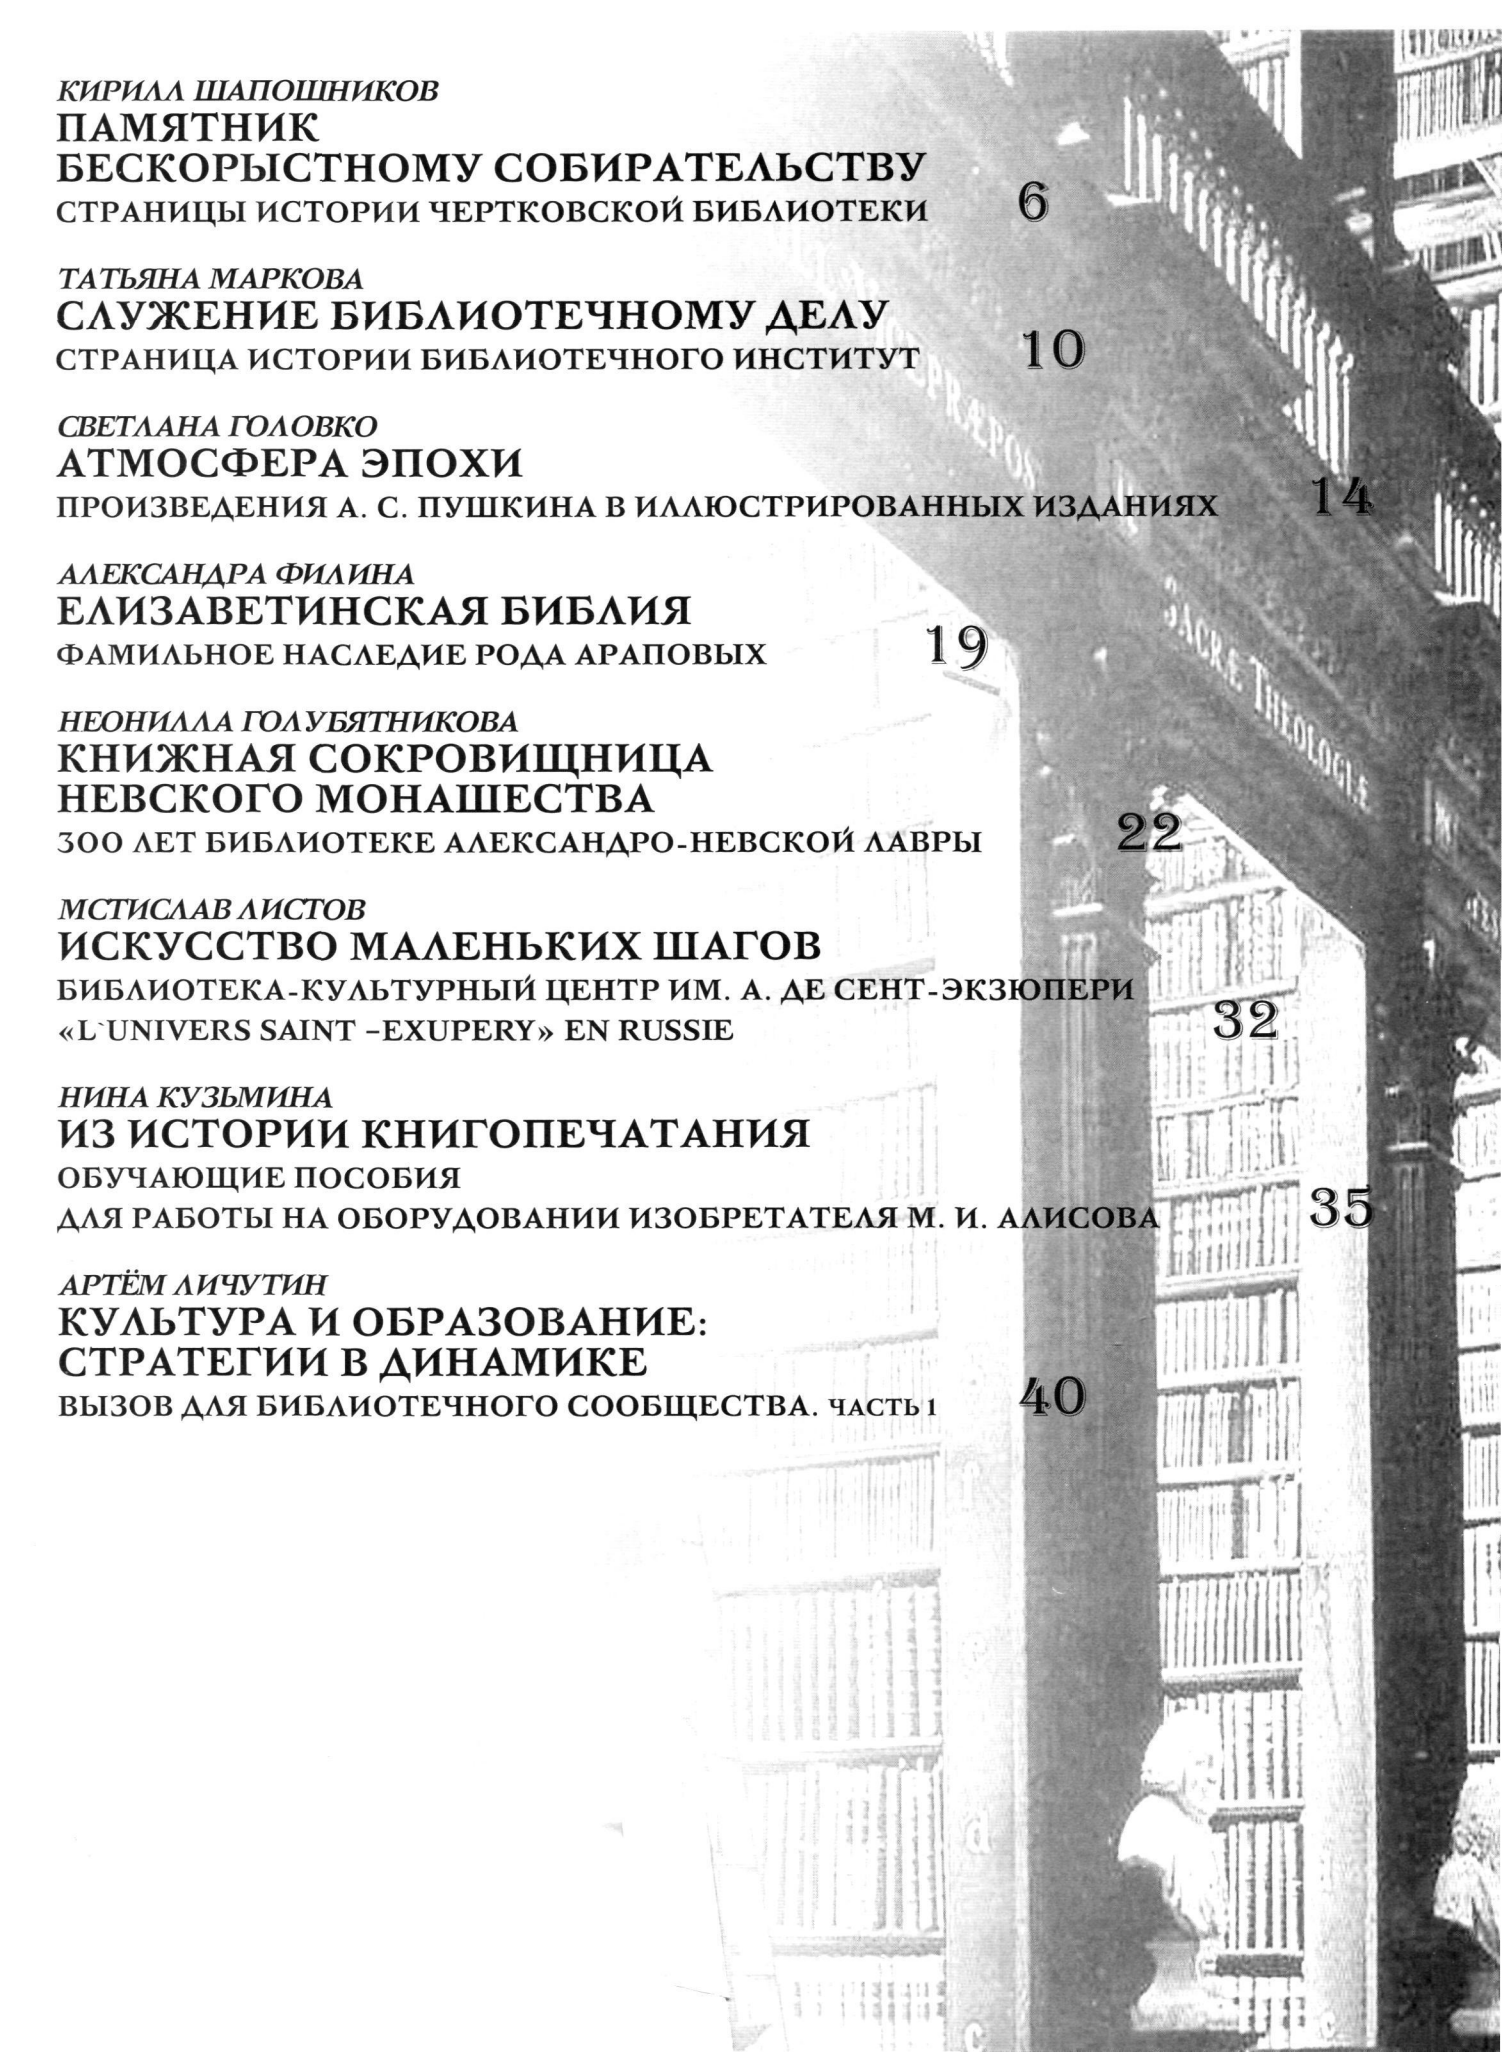 КИРИЛЛ ШАПОШНИКОВ
ПАМЯТНИК
БЕСКОРЫСТНОМУ СОБИРАТЕЛЬСТВУ
СТРАНИЦЫ ИСТОРИИ ЧЕРТКОВСКОЙ БИБЛИОТЕКИ 6
ТАТЬЯНА МАРКОВА
СЛУЖЕНИЕ БИБЛИОТЕЧНОМУ ДЕЛУ
СТРАНИЦА ИСТОРИИ БИБЛИОТЕЧНОГО ИНСТИТУТ 10
СВЕТЛАНА ГОЛОВКО
АТМОСФЕРА ЭПОХИ
ПРОИЗВЕДЕНИЯ А. С. ПУШКИНА В ИЛЛЮСТРИРОВАННЫХ ИЗДАНИЯХ 14
АЛЕКСАНДРА ФИЛИНА
ЕЛИЗАВЕТИНСКАЯ БИБЛИЯ
ФАМИЛЬНОЕ НАСЛЕДИЕ РОДА АРАПОВЫХ 19
SACRÆ THEOLOGIÆ
НЕОНИЛЛА ГОЛУБЯТНИКОВА
КНИЖНАЯ СОКРОВИЩНИЦА
НЕВСКОГО МОНАШЕСТВА
300 ЛЕТ БИБЛИОТЕКЕ АЛЕКСАНДРО-НЕВСКОЙ ЛАВРЫ 22
МСТИСЛАВ ЛИСТОВ
ИСКУССТВО МАЛЕНЬКИХ ШАГОВ
БИБЛИОТЕКА-КУЛЬТУРНЫЙ ЦЕНТР ИМ. А. ДЕ СЕНТ-ЭКЗЮПЕРИ
«L`UNIVERS SAINT –EXUPERY» EN RUSSIE 32
НИНА КУЗЬМИНА
ИЗ ИСТОРИИ КНИГОПЕЧАТАНИЯ
ОБУЧАЮЩИЕ ПОСОБИЯ
ДЛЯ РАБОТЫ НА ОБОРУДОВАНИИ ИЗОБРЕТАТЕЛЯ М. И. АЛИСОВА 35
АРТЁМ ЛИЧУТИН
КУЛЬТУРА И ОБРАЗОВАНИЕ:
СТРАТЕГИИ В ДИНАМИКЕ
ВЫЗОВ ДЛЯ БИБЛИОТЕЧНОГО СООБЩЕСТВА. ЧАСТЬ 1 40